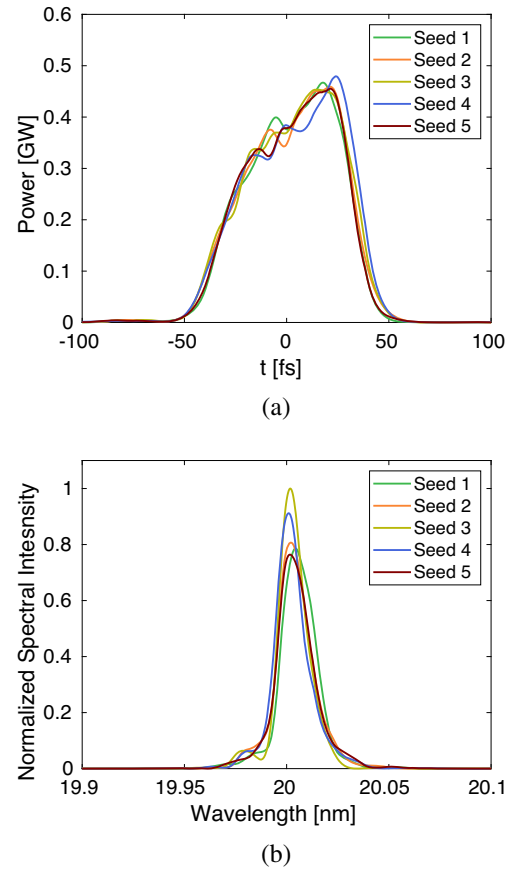 0.6
0.5
0.4
0.3
0.2
0.1
0
Power [GW]
Seed 1
Seed 2
Seed 3
Seed 4
Seed 5
-100 -50 0 50 100
t [fs]
(a)
1
0.8
0.6
0.4
0.2
0
Normalized Spectral Intesnsity
Seed 1
Seed 2
Seed 3
Seed 4
Seed 5
19.9 19.95 20 20.05 20.1
Wavelength [nm]
(b)